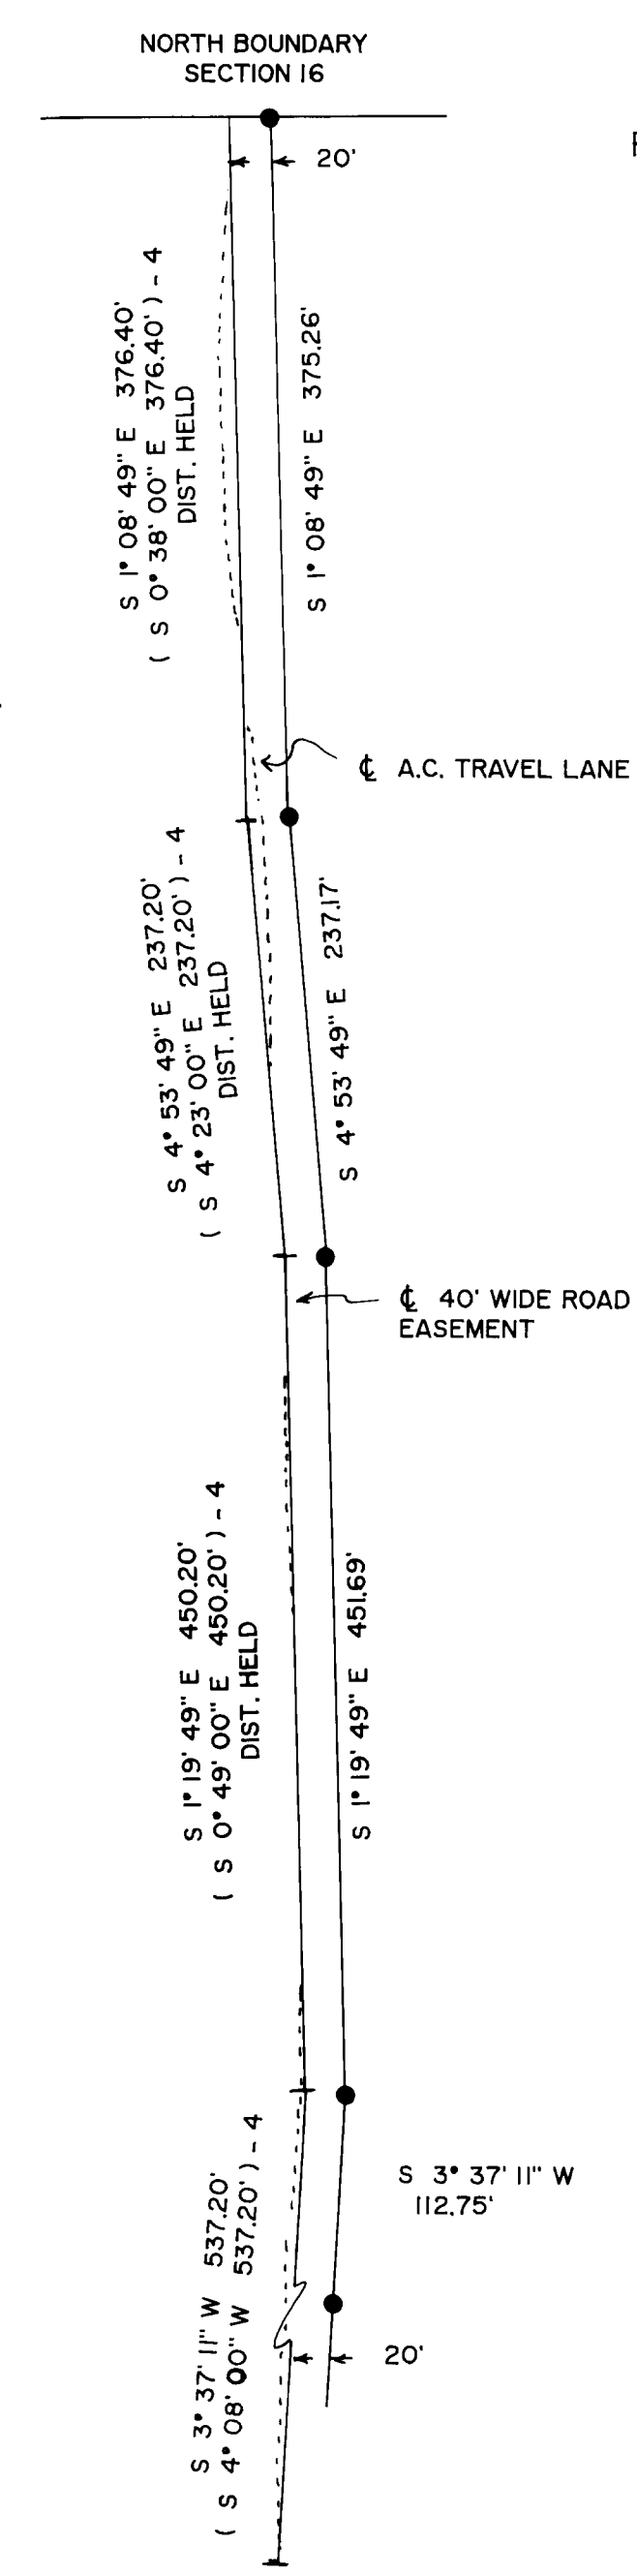 NORTH BOUNDARY
SECTION 16
20'
S 1° 08' 49" E 376.40'
( S 0° 38' 00" E 376.40' ) - 4
DIST. HELD
S 1° 08' 49" E 375.26'
℄ A.C. TRAVEL LANE
S 4° 53' 49" E 237.20'
( S 4° 23' 00" E 237.20' ) - 4
DIST. HELD
S 4° 53' 49" E 237.17'
℄ 40' WIDE ROAD
EASEMENT
S 1° 19' 49" E 450.20'
( S 0° 49' 00" E 450.20' ) - 4
DIST. HELD
S 1° 19' 49" E 451.69'
S 3° 37' 11" W
112.75'
S 3° 37' 11" W 537.20'
( S 4° 08' 00" W 537.20' ) - 4
20'